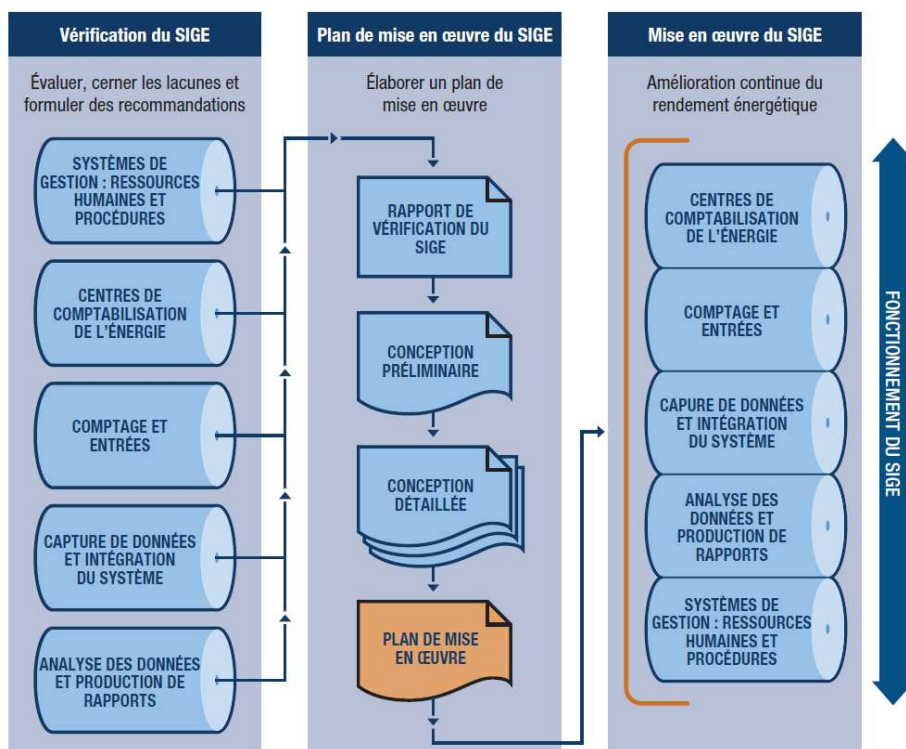 Vérification du SIGE
Évaluer, cerner les lacunes et
formuler des recommandations
SYSTÈMES DE
GESTION : RESSOURCES
HUMAINES ET
PROCÉDURES
CENTRES DE
COMPTABILISATION
DE L'ÉNERGIE
COMPTAGE ET
ENTRÉES
CAPTURE DE DONNÉES
ET INTÉGRATION
DU SYSTÈME
ANALYSE DES DONNÉES
ET PRODUCTION DE
RAPPORTS
Plan de mise en œuvre du SIGE
Élaborer un plan de
mise en œuvre
RAPPORT DE
VÉRIFICATION DU
SIGE
CONCEPTION
PRÉLIMINAIRE
CONCEPTION
DÉTAILLÉE
PLAN DE MISE
EN ŒUVRE
Mise en œuvre du SIGE
Amélioration continue du
rendement énergétique
CENTRES DE
COMPTABILISATION
DE L'ÉNERGIE
COMPTAGE ET
ENTRÉES
CAPURE DE DONNÉES
ET INTÉGRATION
DU SYSTÈME
ANALYSE DES
DONNÉES ET
PRODUCTION DE
RAPPORTS
SYSTÈMES DE
GESTION : RESSOURCES
HUMAINES ET
PROCÉDURES
FONCTIONNEMENT DU SIGE